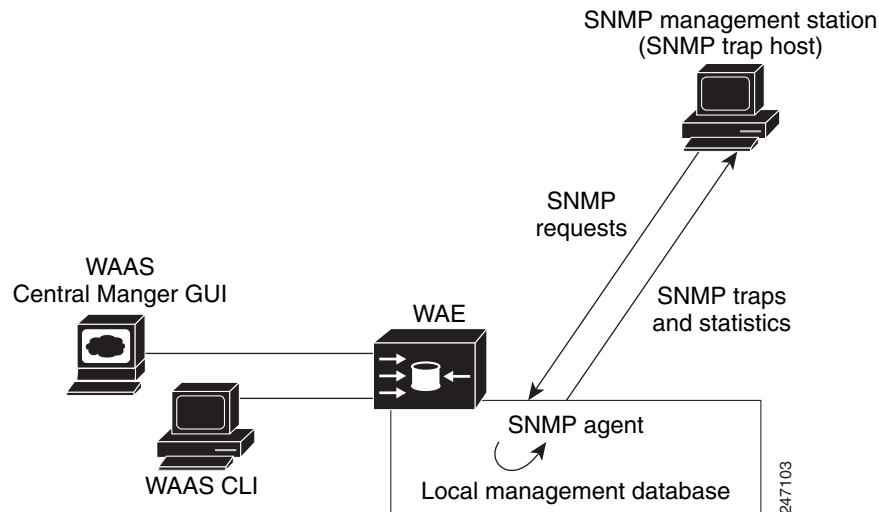 SNMP management station
(SNMP trap host)
SNMP
requests
SNMP traps
and statistics
WAAS
Central Manger GUI
WAE
WAAS CLI
SNMP agent
Local management database
247103